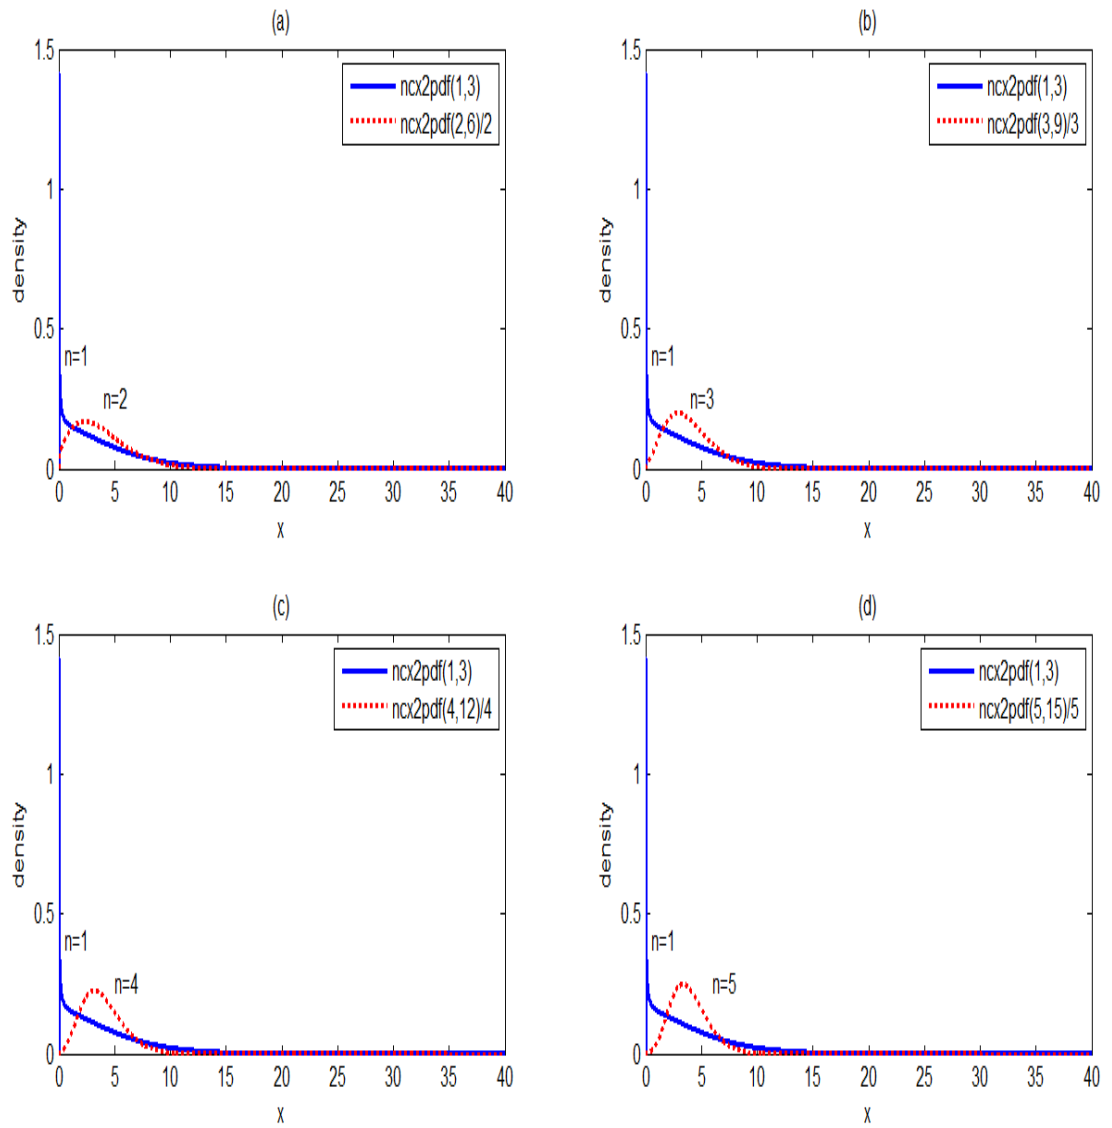 (a)
1.5
ncx2pdf(1,3)
ncx2pdf(2,6)/2
1
density
0.5
n=1
n=2
0
0 5 10 15 20 25 30 35 40
x
(b)
1.5
ncx2pdf(1,3)
ncx2pdf(3,9)/3
1
density
0.5
n=1
n=3
0
0 5 10 15 20 25 30 35 40
x
(c)
1.5
ncx2pdf(1,3)
ncx2pdf(4,12)/4
1
density
0.5
n=1
n=4
0
0 5 10 15 20 25 30 35 40
x
(d)
1.5
ncx2pdf(1,3)
ncx2pdf(5,15)/5
1
density
0.5
n=1
n=5
0
0 5 10 15 20 25 30 35 40
x